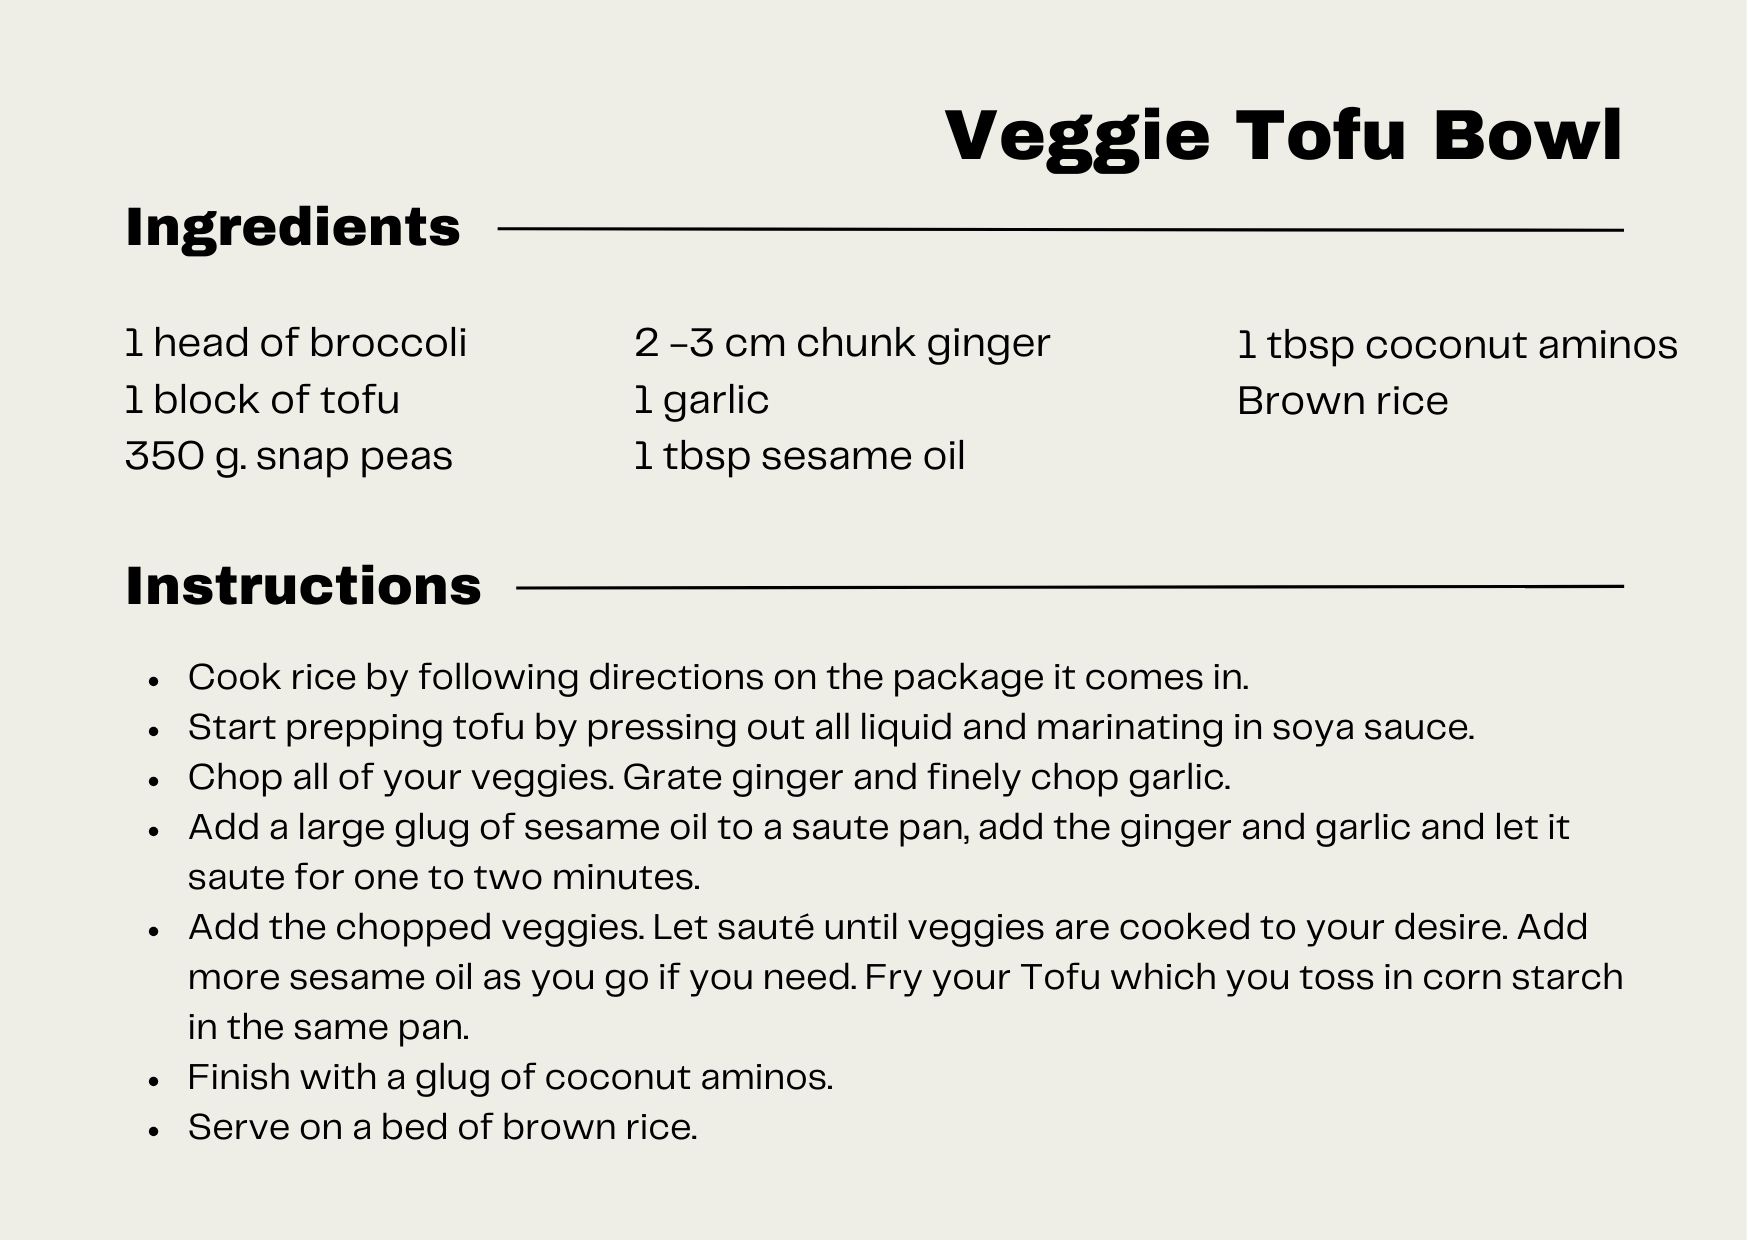 Veggie Tofu Bowl
Ingredients
1 head of broccoli
1 block of tofu
350 g. snap peas
2 -3 cm chunk ginger
1 garlic
1 tbsp sesame oil
1 tbsp coconut aminos
Brown rice
Instructions
• Cook rice by following directions on the package it comes in.
• Start prepping tofu by pressing out all liquid and marinating in soya sauce.
• Chop all of your veggies. Grate ginger and finely chop garlic.
• Add a large glug of sesame oil to a saute pan, add the ginger and garlic and let it
saute for one to two minutes.
• Add the chopped veggies. Let sauté until veggies are cooked to your desire. Add
more sesame oil as you go if you need. Fry your Tofu which you toss in corn starch
in the same pan.
• Finish with a glug of coconut aminos.
• Serve on a bed of brown rice.